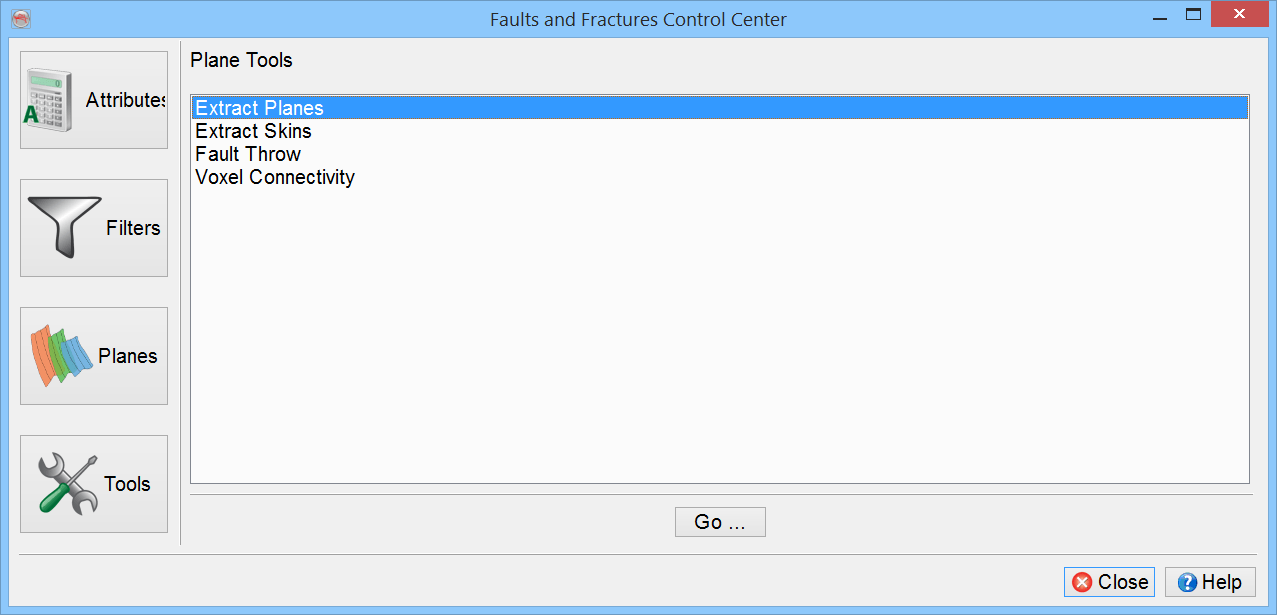 Faults and Fractures Control Center
Attributes
Filters
Planes
Tools
Plane Tools
Extract Planes
Extract Skins
Fault Throw
Voxel Connectivity
Go ...
Close
Help